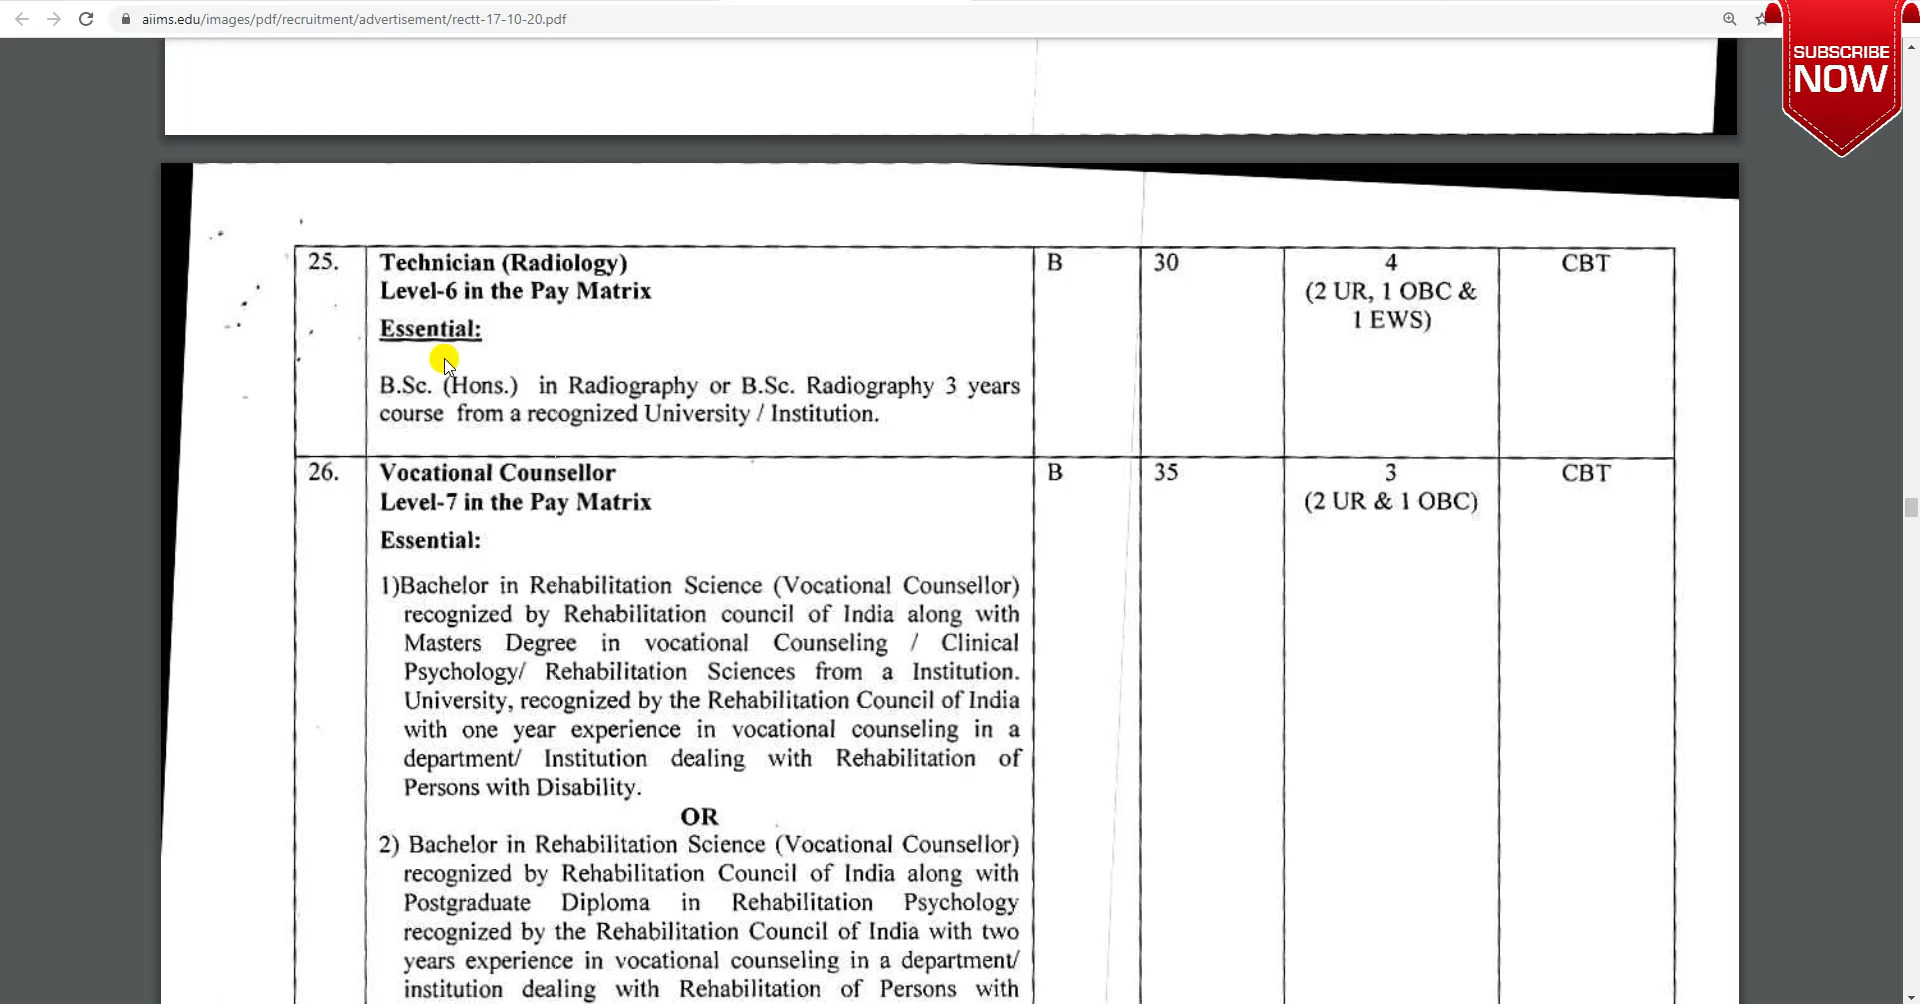 aiims.edu/images/pdf/recruitment/advertisement/rectt-17-10-20.pdf
SUBSCRIBE
NOW
25. Technician (Radiology) B 30 4 CBT
Level-6 in the Pay Matrix (2 UR, 1 OBC &
Essential: 1 EWS)
B.Sc. (Hons.) in Radiography or B.Sc. Radiography 3 years
course from a recognized University / Institution.
26. Vocational Counsellor B 35 3 CBT
Level-7 in the Pay Matrix (2 UR & 1 OBC)
Essential:
1)Bachelor in Rehabilitation Science (Vocational Counsellor)
recognized by Rehabilitation council of India along with
Masters Degree in vocational Counseling / Clinical
Psychology/ Rehabilitation Sciences from a Institution.
University, recognized by the Rehabilitation Council of India
with one year experience in vocational counseling in a
department/ Institution dealing with Rehabilitation of
Persons with Disability.
OR
2) Bachelor in Rehabilitation Science (Vocational Counsellor)
recognized by Rehabilitation Council of India along with
Postgraduate Diploma in Rehabilitation Psychology
recognized by the Rehabilitation Council of India with two
years experience in vocational counseling in a department/
institution dealing with Rehabilitation of Persons with